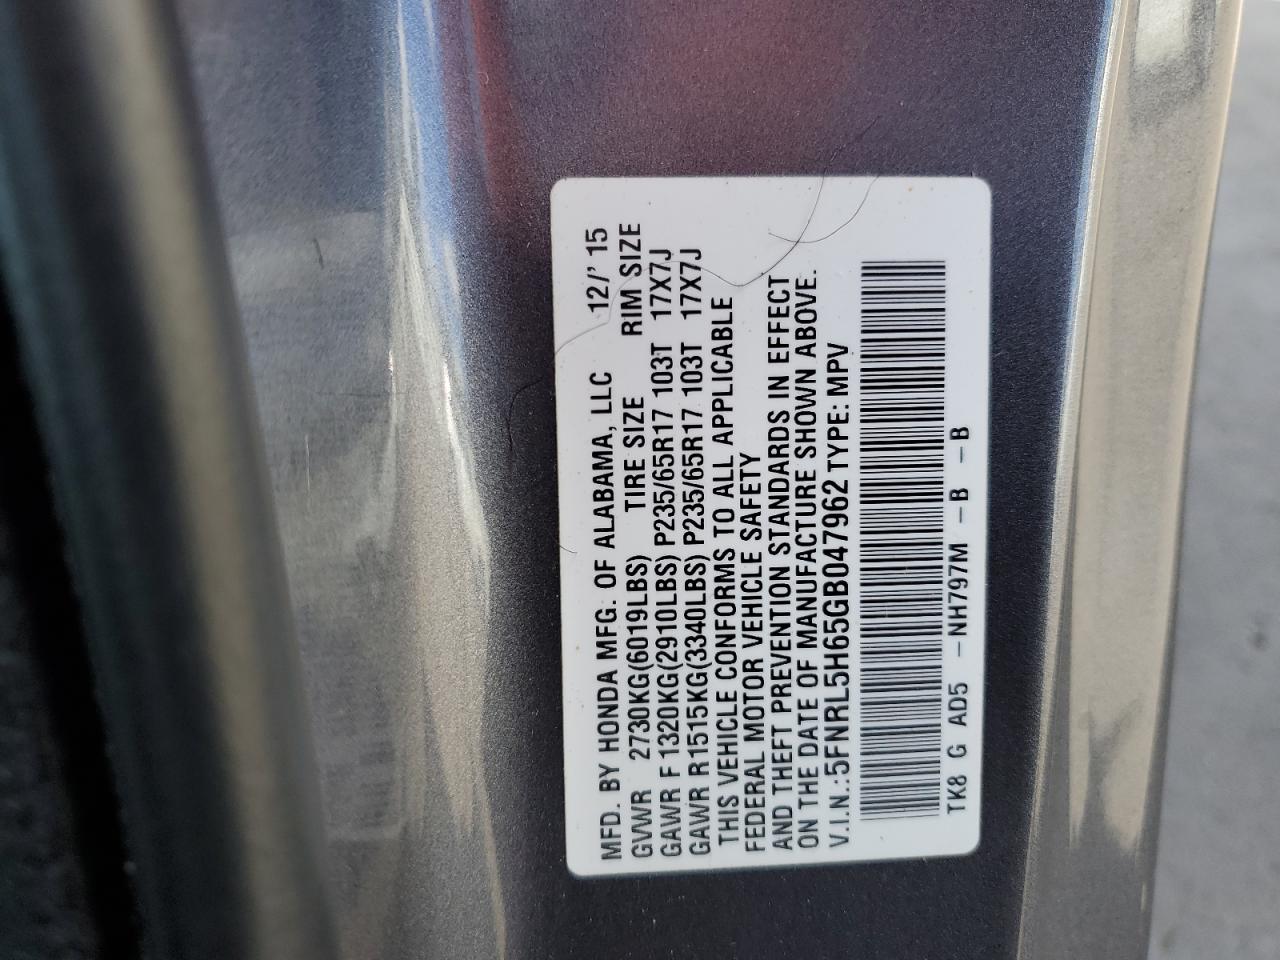 MFD. BY HONDA MFG. OF ALABAMA, LLC 12/' 15
GVWR 2730KG(6019LBS) TIRE SIZE RIM SIZE
GAWR F 1320KG(2910LBS) P235/65R17 103T 17X7J
GAWR R 1515KG(3340LBS) P235/65R17 103T 17X7J
THIS VEHICLE CONFORMS TO ALL APPLICABLE
FEDERAL MOTOR VEHICLE SAFETY
AND THEFT PREVENTION STANDARDS IN EFFECT
ON THE DATE OF MANUFACTURE SHOWN ABOVE.
V.I.N.:5FNRL5H65GB047962 TYPE: MPV
TK8 G AD5 -NH797M -B -B